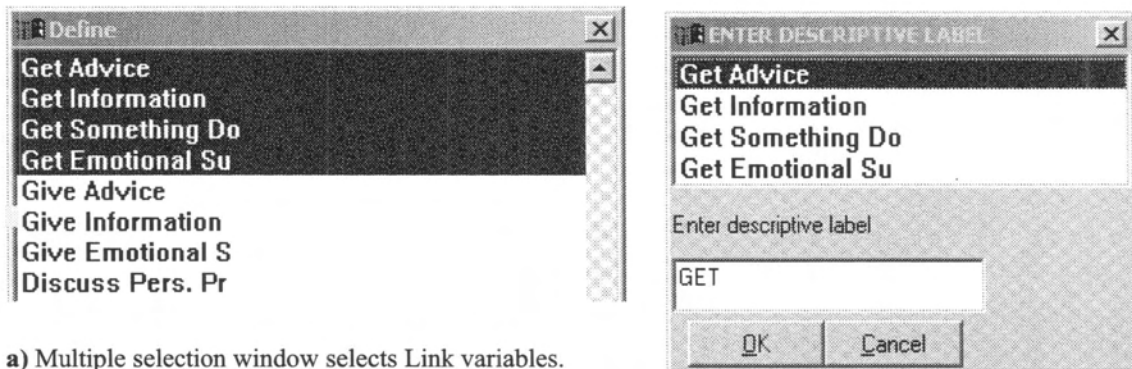 Define
Get Advice
Get Information
Get Something Do
Get Emotional Su
Give Advice
Give Information
Give Emotional S
Discuss Pers. Pr
a) Multiple selection window selects Link variables.
ENTER DESCRIPTIVE LABEL
Get Advice
Get Information
Get Something Do
Get Emotional Su
Enter descriptive label
GET
OK
Cancel